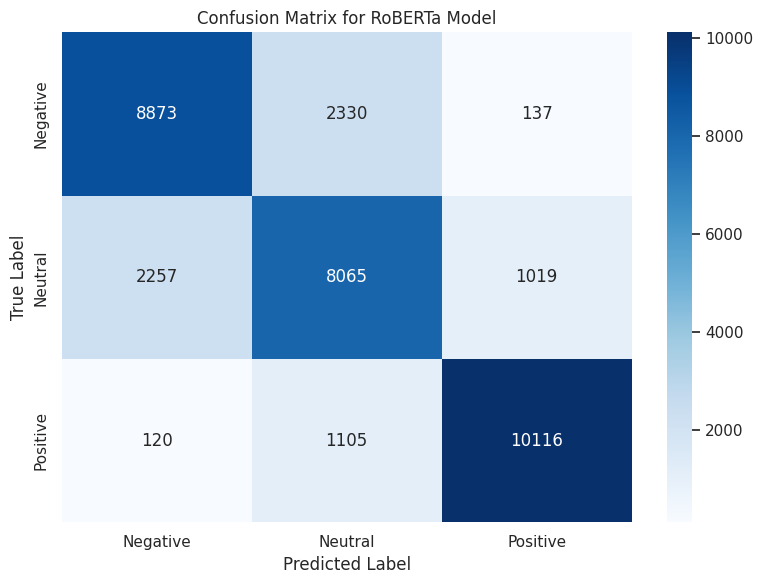 Confusion Matrix for RoBERTa Model
True Label
Negative
8873 2330 137
Neutral
2257 8065 1019
Positive
120 1105 10116
Negative Neutral Positive
Predicted Label
10000
8000
6000
4000
2000